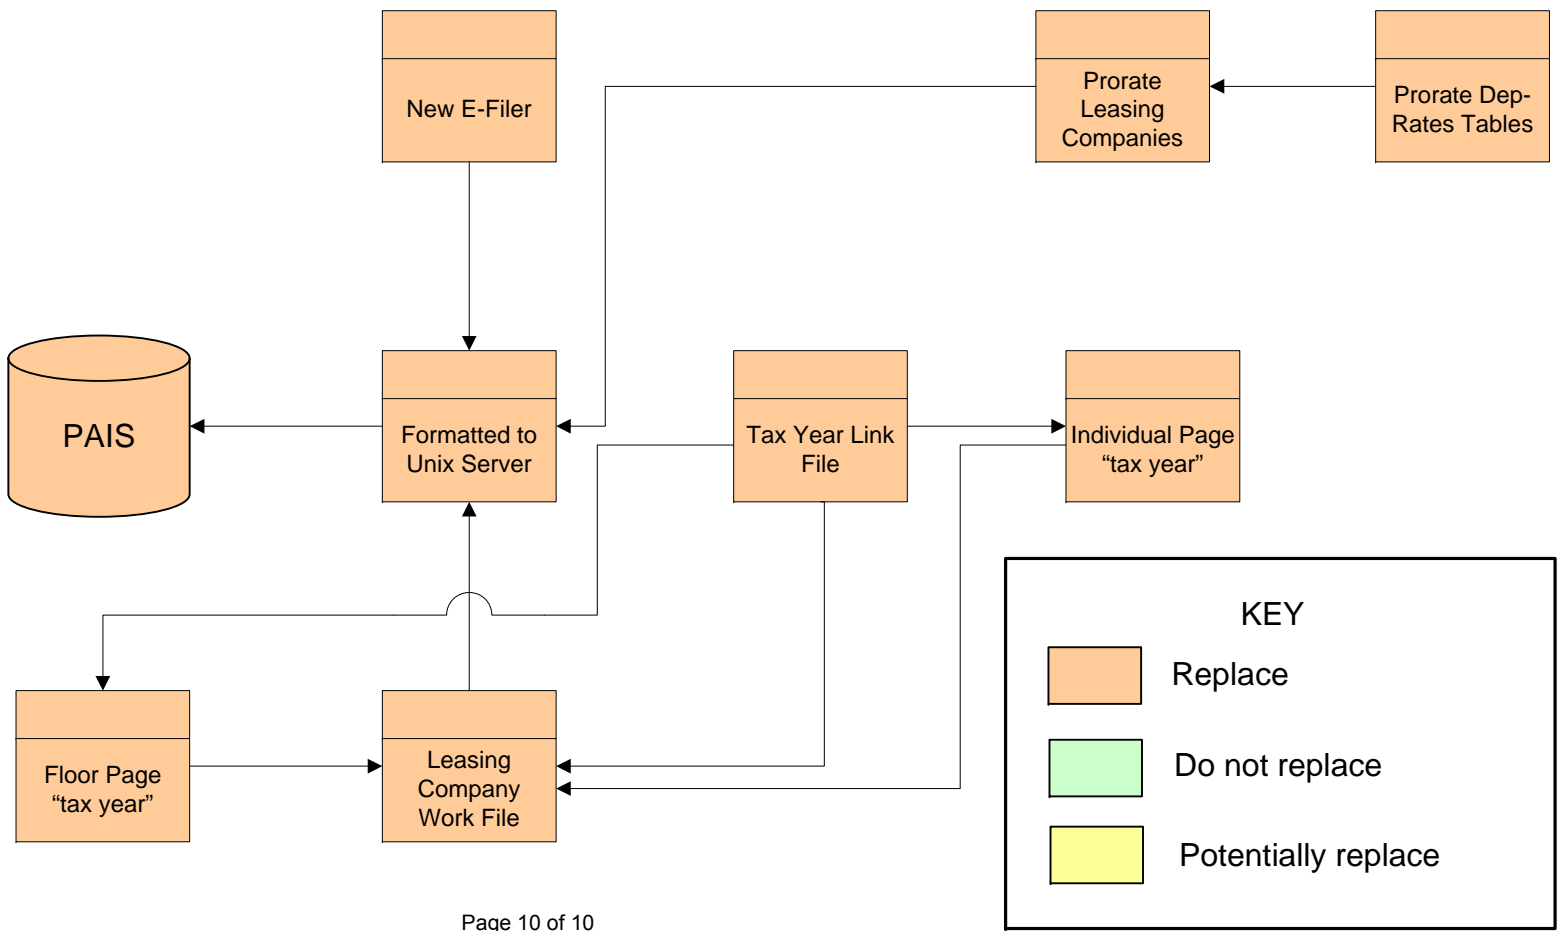 New E-Filer
Prorate
Leasing
Companies
Prorate Dep-
Rates Tables
PAIS
Formatted to
Unix Server
Tax Year Link
File
Individual Page
“tax year”
Floor Page
“tax year”
Leasing
Company
Work File
KEY
Replace
Do not replace
Potentially replace
Page 10 of 10